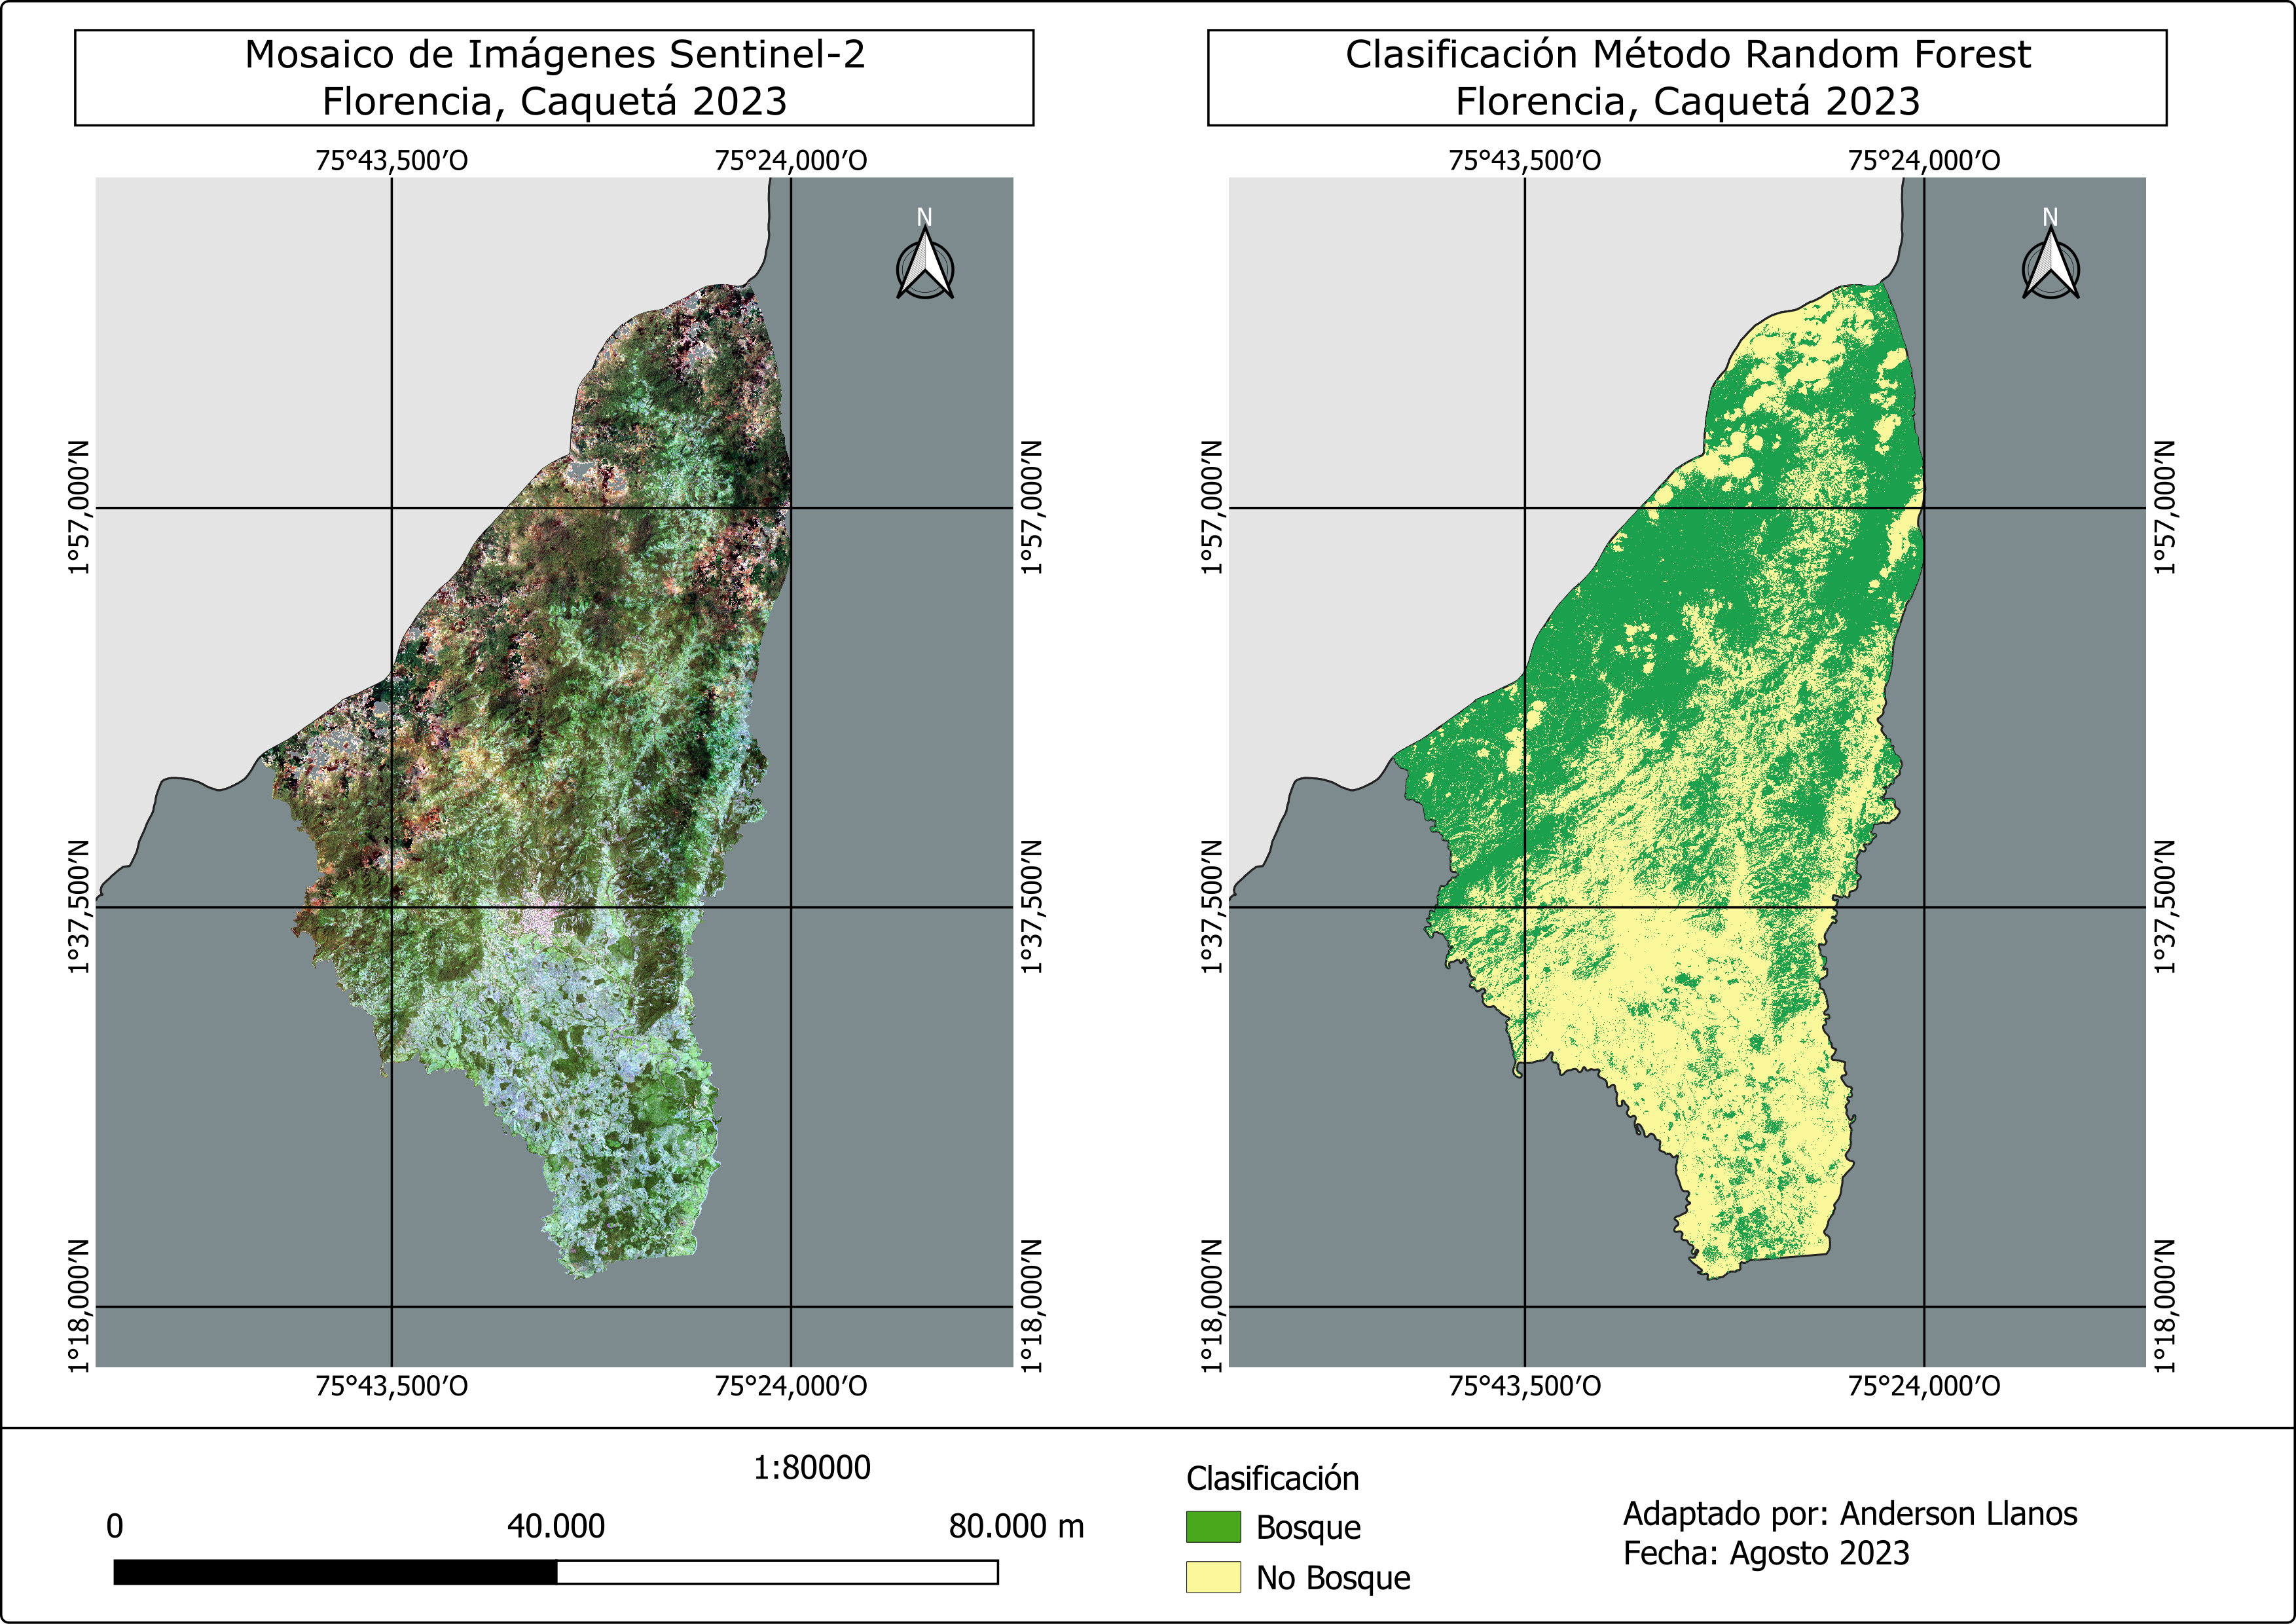 Mosaico de Imágenes Sentinel-2
Florencia, Caquetá 2023
75°43,500′O
75°24,000′O
N
1°57,000′N
1°57,000′N
1°37,500′N
1°37,500′N
1°18,000′N
1°18,000′N
75°43,500′O
75°24,000′O
Clasificación Método Random Forest
Florencia, Caquetá 2023
75°43,500′O
75°24,000′O
N
1°57,000′N
1°57,000′N
1°37,500′N
1°37,500′N
1°18,000′N
1°18,000′N
75°43,500′O
75°24,000′O
1:80000
0
40.000
80.000 m
Clasificación
Bosque
No Bosque
Adaptado por: Anderson Llanos
Fecha: Agosto 2023